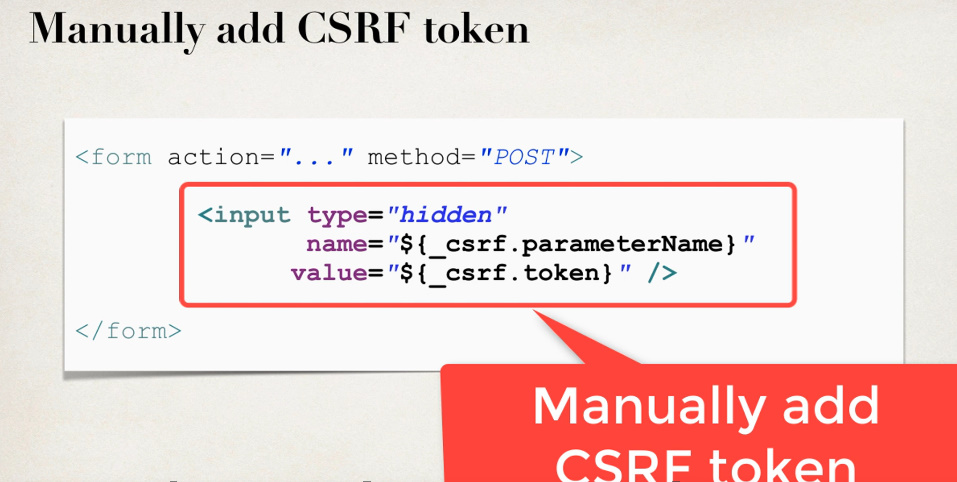 Manually add CSRF token
<form action="..." method="POST">
<input type="hidden"
name="${_csrf.parameterName}"
value="${_csrf.token}" />
</form>
Manually add
CSRF token